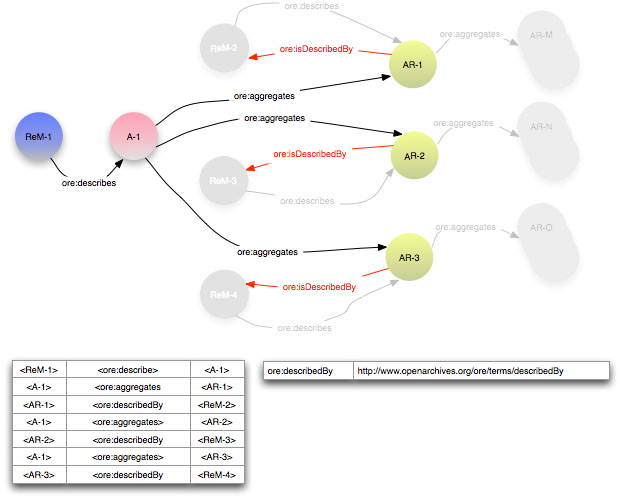 ore:describes
ReM-2
ore:isDescribedBy
AR-1
ore:aggregates
AR-M
ore:aggregates
ore:aggregates
ReM-1
A-1
ore:describes
ore:isDescribedBy
AR-2
ore:aggregates
AR-N
ReM-3
ore:describes
ore:aggregates
AR-3
ore:aggregates
AR-O
ore:isDescribedBy
ReM-4
ore:describes
<ReM-1> <ore:describe> <A-1>
<A-1> <ore:aggregates <AR-1>
<AR-1> <ore:describedBy <ReM-2>
<A-1> <ore:aggregates> <AR-2>
<AR-2> <ore:describedBy <ReM-3>
<A-1> <ore:aggregates> <AR-3>
<AR-3> <ore:describedBy <ReM-4>
ore:describedBy http://www.openarchives.org/ore/terms/describedBy